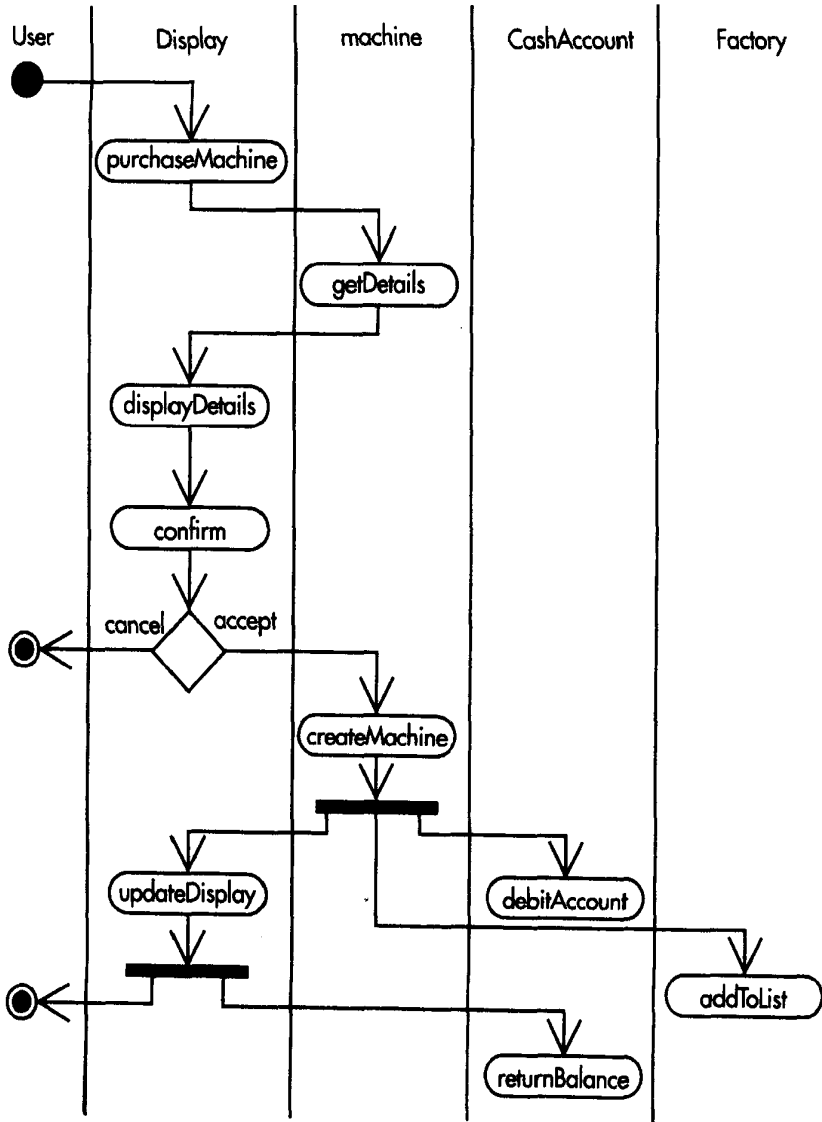 User
Display
machine
CashAccount
Factory
purchaseMachine
getDetails
displayDetails
confirm
cancel
accept
createMachine
updateDisplay
debitAccount
addToList
returnBalance